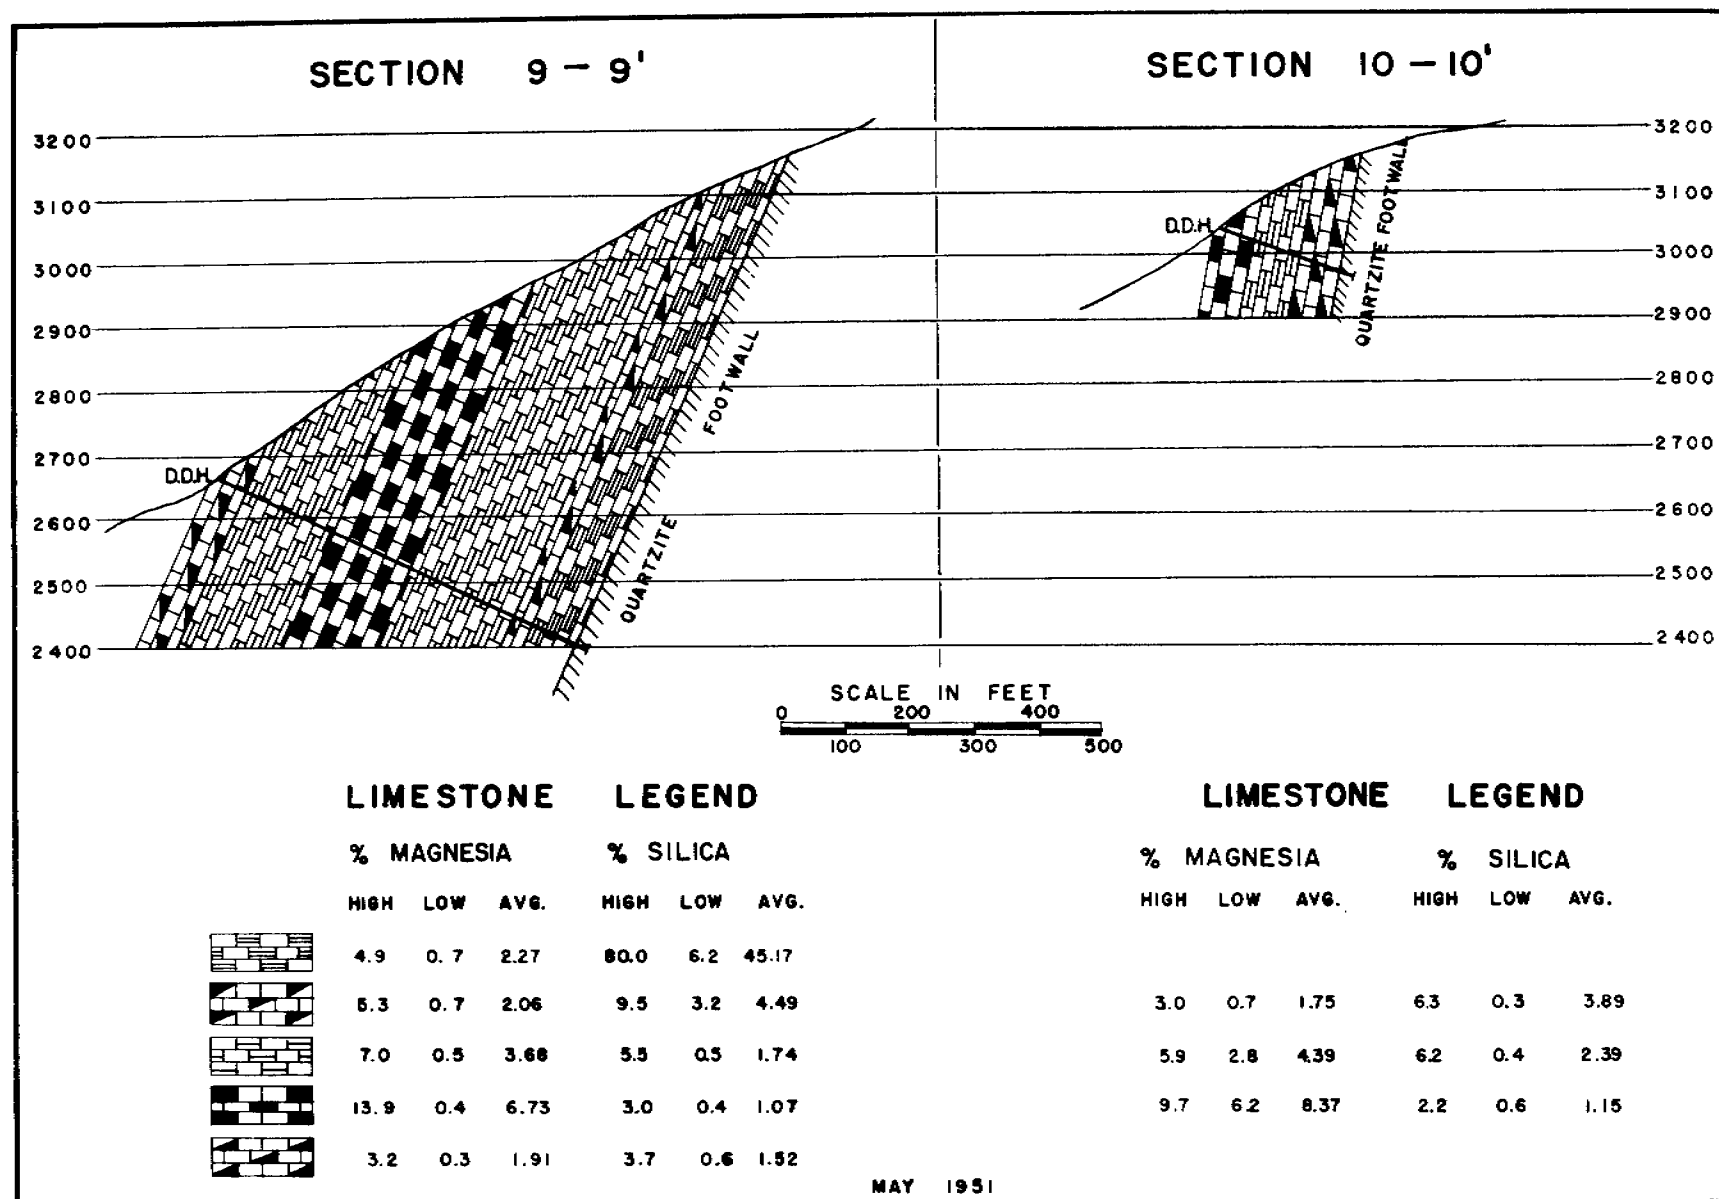 SECTION 9 - 9'
SECTION 10 - 10'
3200
3100
3000
2900
2800
2700
2600
2500
2400
D.D.H.
QUARTZITE FOOTWALL
3200
3100
3000
2900
2800
2700
2600
2500
2400
D.D.H.
QUARTZITE FOOTWALL
SCALE IN FEET
0 200 400
100 300 500
LIMESTONE LEGEND
% MAGNESIA % SILICA
HIGH LOW AVG. HIGH LOW AVG.
4.9 0.7 2.27 80.0 6.2 45.17
5.3 0.7 2.06 9.5 3.2 4.49
7.0 0.5 3.68 5.5 0.5 1.74
13.9 0.4 6.73 3.0 0.4 1.07
3.2 0.3 1.91 3.7 0.6 1.52
LIMESTONE LEGEND
% MAGNESIA % SILICA
HIGH LOW AVG. HIGH LOW AVG.
3.0 0.7 1.75 6.3 0.3 3.89
5.9 2.8 4.39 6.2 0.4 2.39
9.7 6.2 8.37 2.2 0.6 1.15
MAY 1951